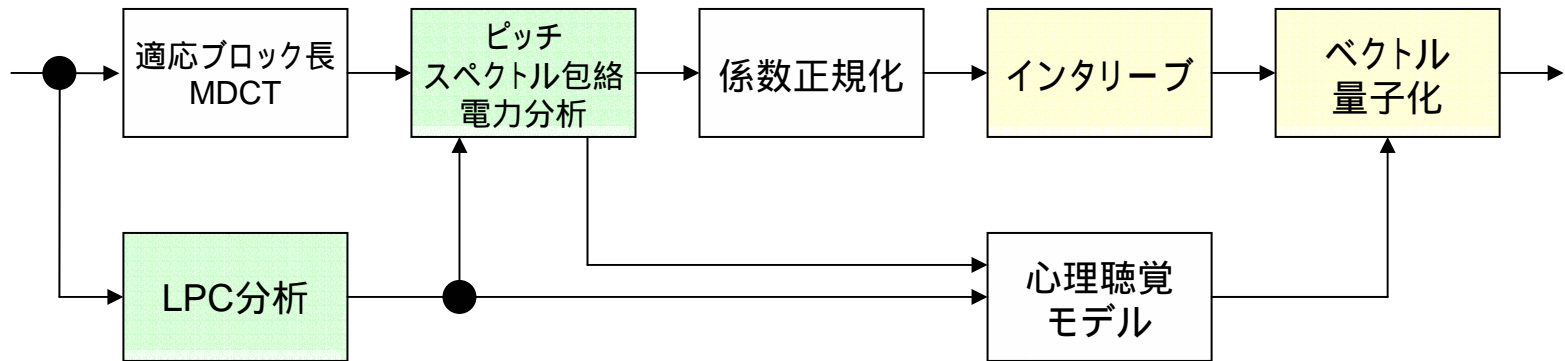 適応ブロック長
MDCT
ピッチ
スペクトル包絡
電力分析
係数正規化
インタリーブ
ベクトル
量子化
LPC分析
心理聴覚
モデル